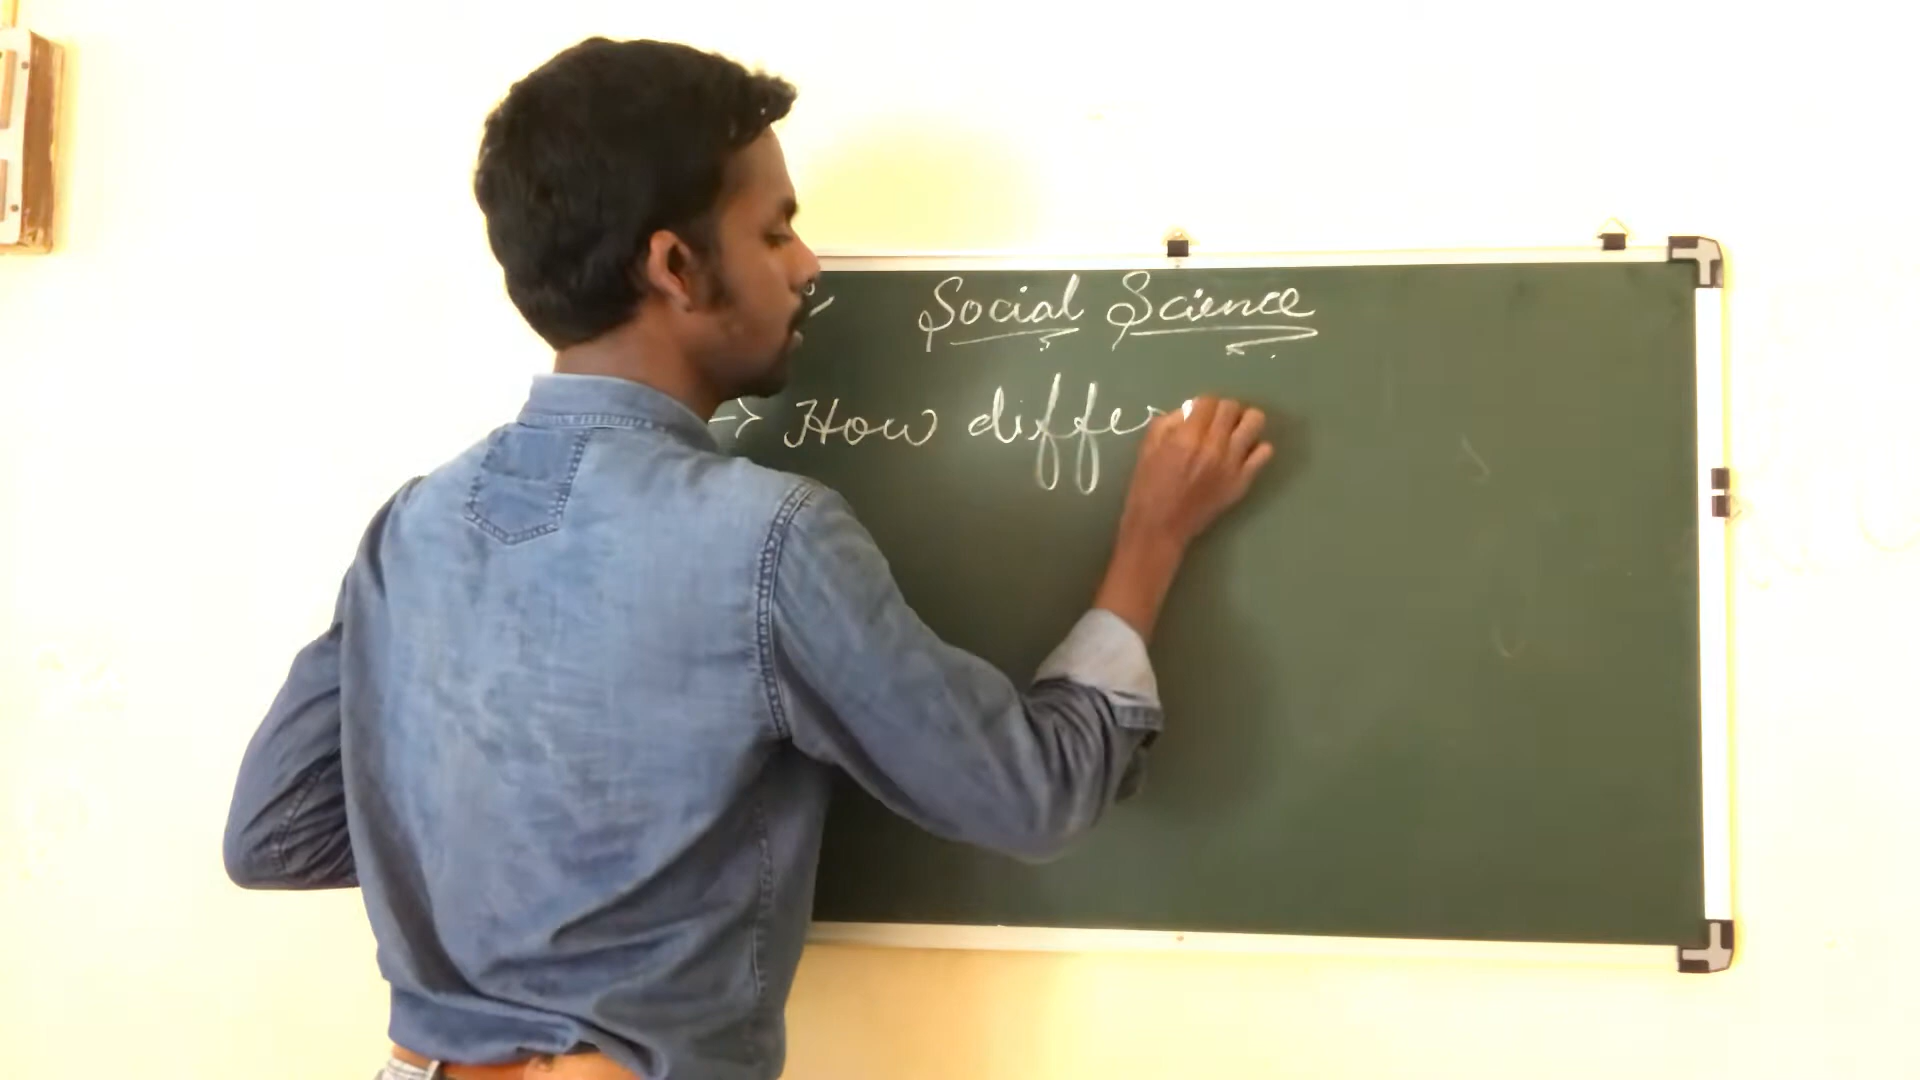 Social Science
→ How differ